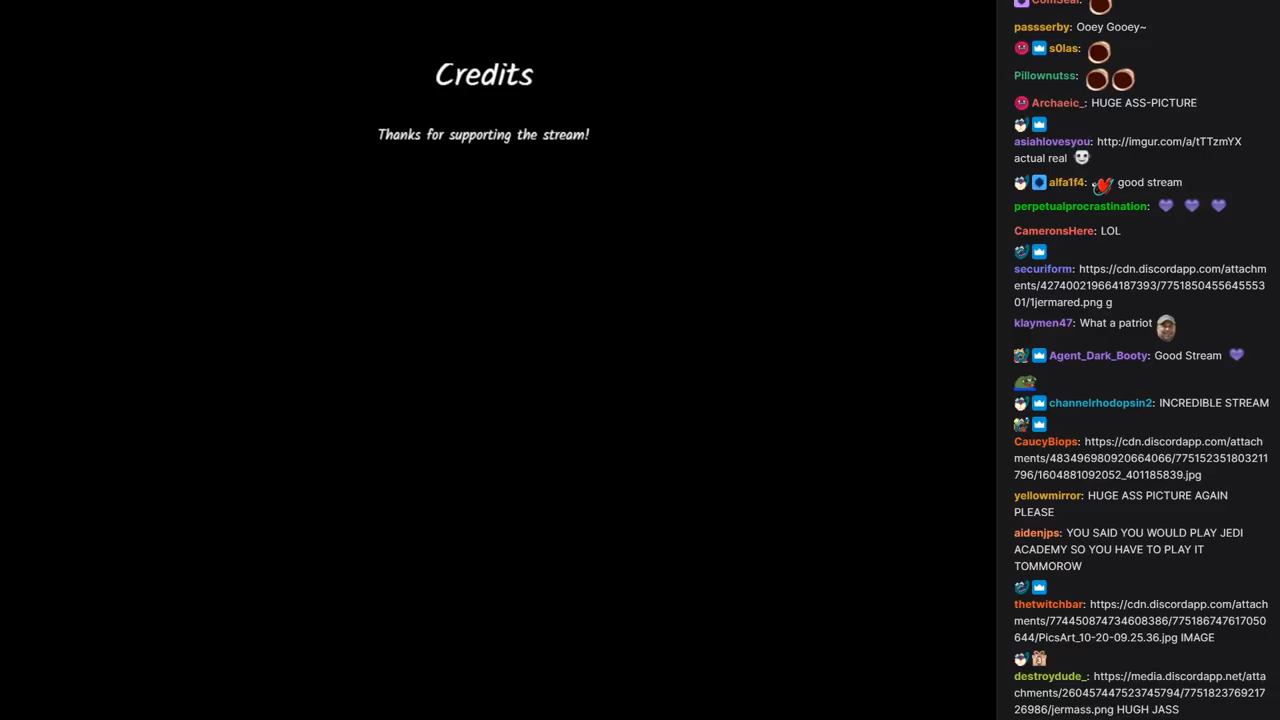 Credits
Thanks for supporting the stream!
passserby: Ooey Gooey~
s0las:
Pillownutss:
Archaeic_: HUGE ASS-PICTURE
asiahlovesyou: http://imgur.com/a/tTTzmYX
actual real
alfa1f4: good stream
perpetualprocrastination:
CameronsHere: LOL
securiform: https://cdn.discordapp.com/attachm
ents/427400219664187393/7751850455645553
01/1jermared.png g
klaymen47: What a patriot
Agent_Dark_Booty: Good Stream
channelrhodopsin2: INCREDIBLE STREAM
CaucyBiops: https://cdn.discordapp.com/attach
ments/483496980920664066/775152351803211
796/1604881092052_401185839.jpg
yellowmirror: HUGE ASS PICTURE AGAIN
PLEASE
aidenjps: YOU SAID YOU WOULD PLAY JEDI
ACADEMY SO YOU HAVE TO PLAY IT
TOMMOROW
thetwitchbar: https://cdn.discordapp.com/attach
ments/774450874734608386/775186747617050
644/PicsArt_10-20-09.25.36.jpg IMAGE
destroydude_: https://media.discordapp.net/atta
chments/260457447523745794/7751823769217
26986/jermass.png HUGH JASS